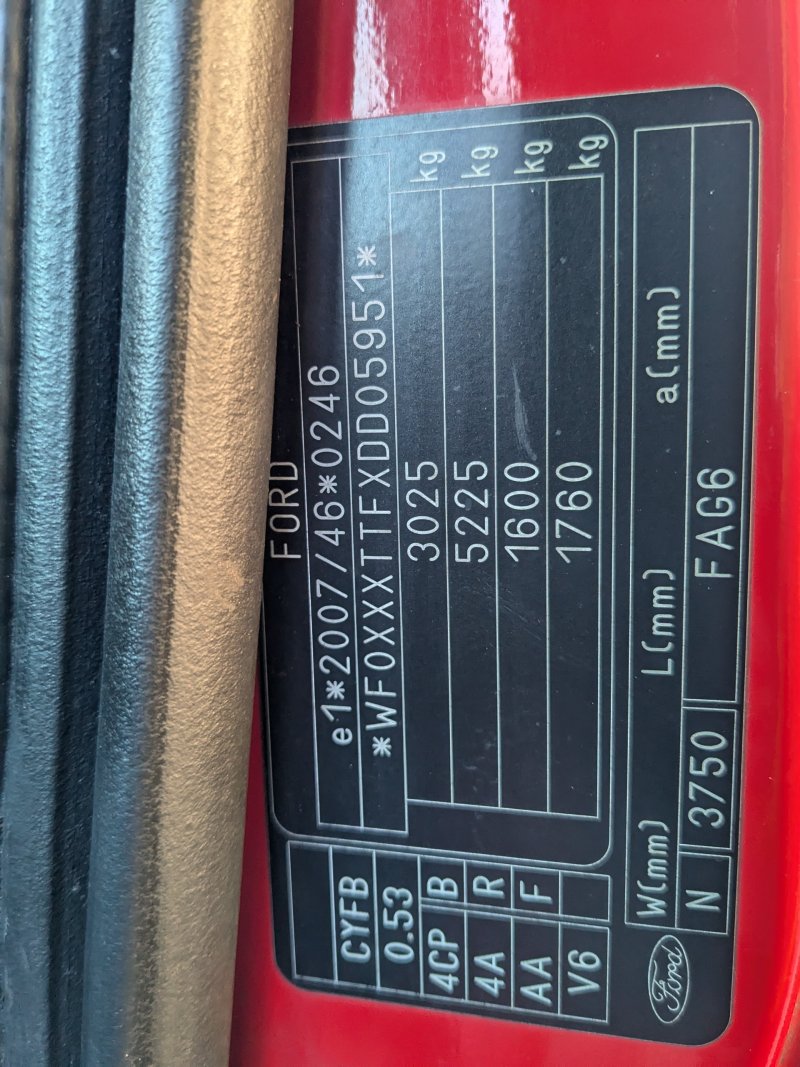 FORD
CYFB e1*2007/46*0246
0.53 *WF0XXXTTFXDD05951*
4CP B 3025 kg
4A R 5225 kg
AA F 1600 kg
V6 1760 kg
Ford W(mm) L(mm) a(mm)
N 3750 FAG6